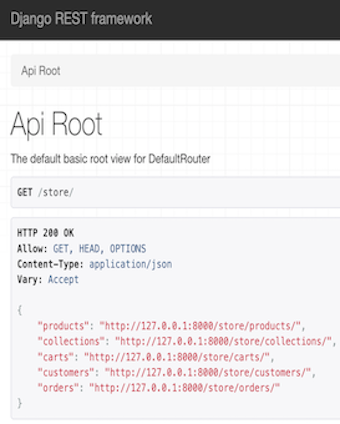 Django REST framework
Api Root
Api Root
The default basic root view for DefaultRouter
GET /store/
HTTP 200 OK
Allow: GET, HEAD, OPTIONS
Content-Type: application/json
Vary: Accept
{
    "products": "http://127.0.0.1:8000/store/products/",
    "collections": "http://127.0.0.1:8000/store/collections/",
    "carts": "http://127.0.0.1:8000/store/carts/",
    "customers": "http://127.0.0.1:8000/store/customers/",
    "orders": "http://127.0.0.1:8000/store/orders/"
}